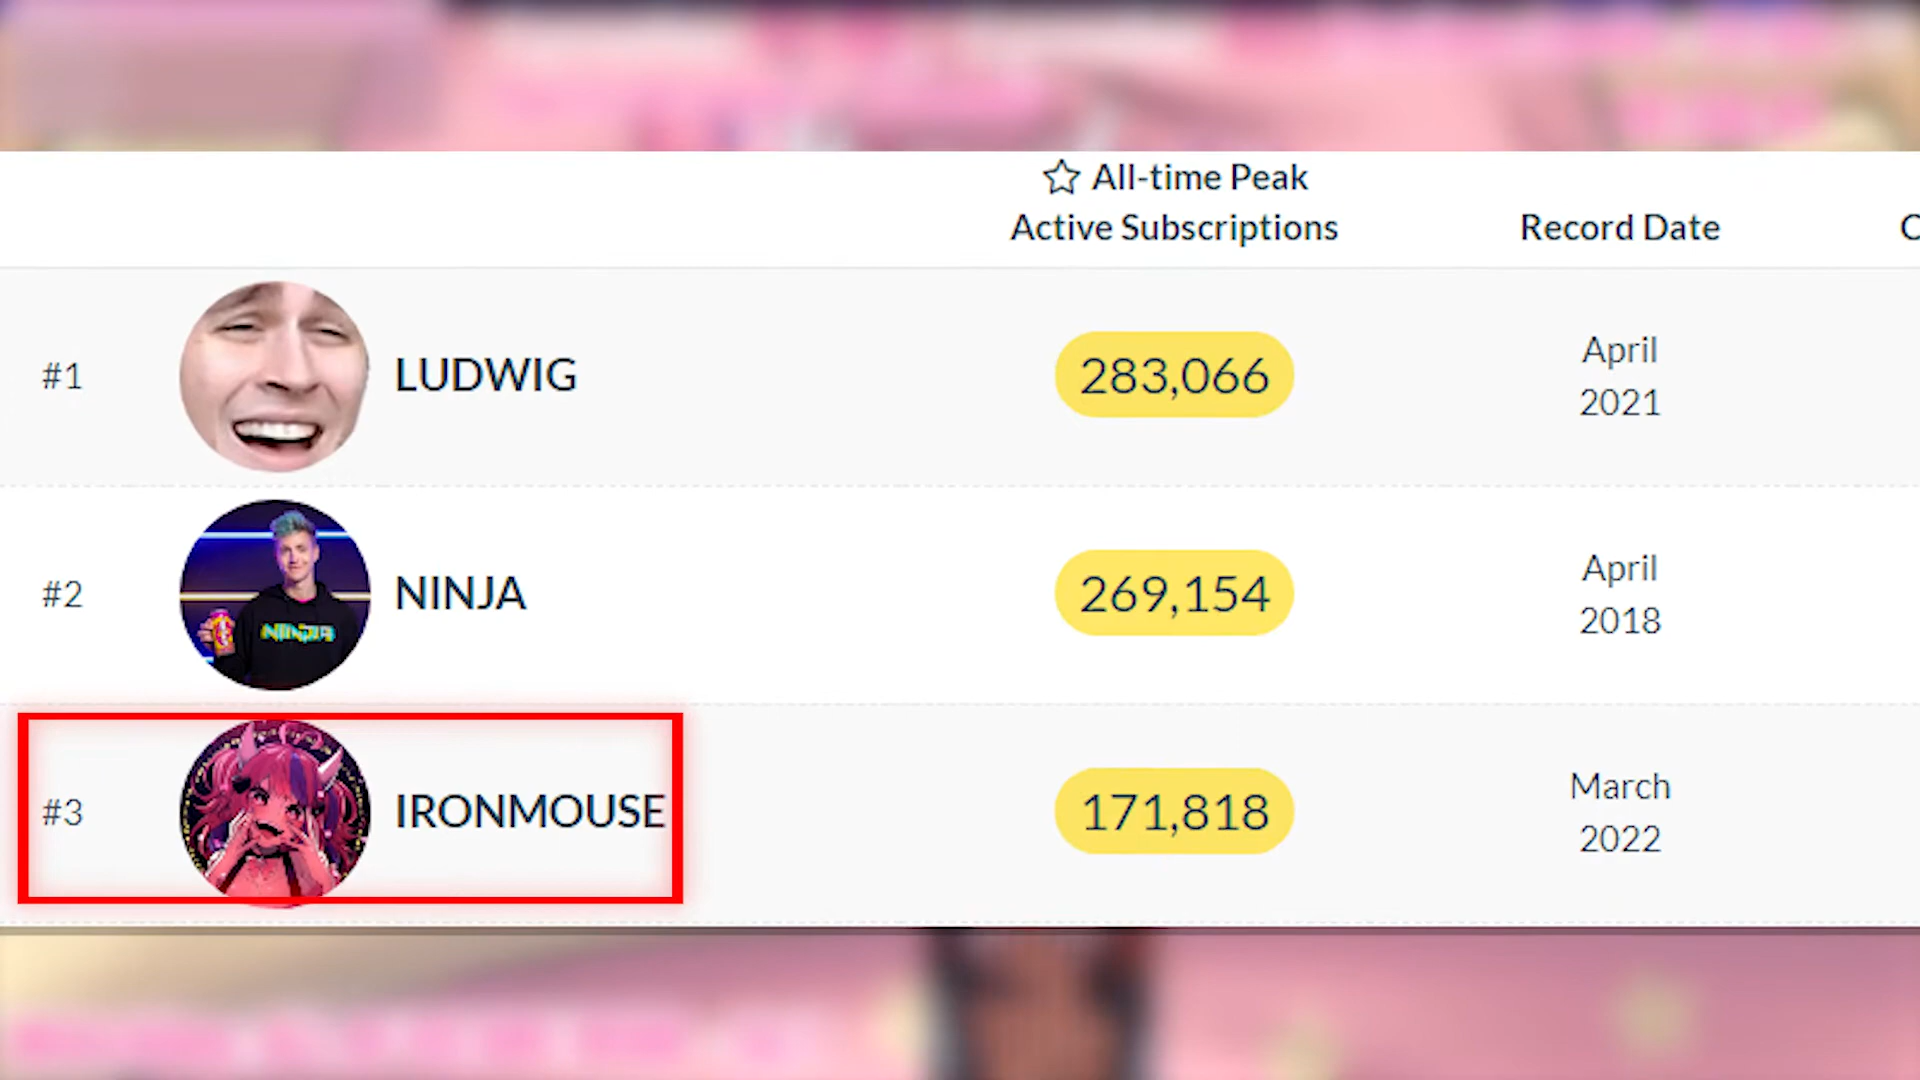 ☆ All-time Peak
Active Subscriptions
Record Date
#1
LUDWIG
283,066
April
2021
#2
NINJA
NINJA
269,154
April
2018
#3
IRONMOUSE
171,818
March
2022